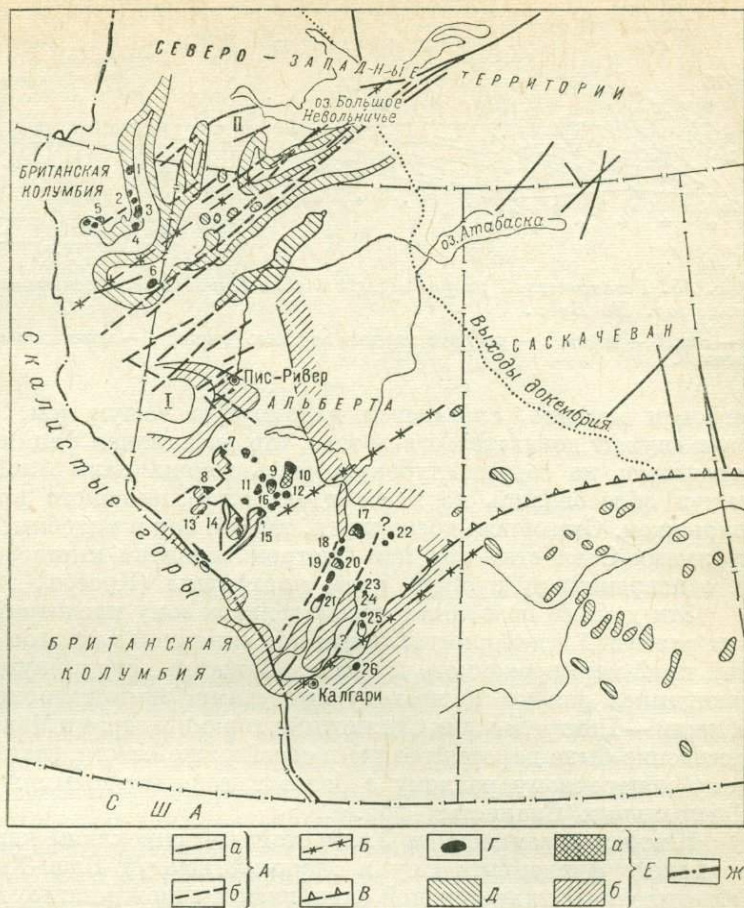 СЕВЕРО - ЗАПАДНЫЕ
ТЕРРИТОРИИ
оз. Большое
Невольничье
II
БРИТАНСКАЯ
КОЛУМБИЯ
1
2
3
5
4
оз. Атабаска
6
Скалистые горы
Выходы докембрия
САСКАЧЕВАН
Пис-Ривер
I
АЛЬБЕРТА
7
8
9
10
11
12
16
13
14
15
17
?
22
18
19
20
23
24
21
25
?
26
БРИТАНСКАЯ
КОЛУМБИЯ
Калгари
США
а
б
А
Б
В
Г
Д
а
б
Е
Ж